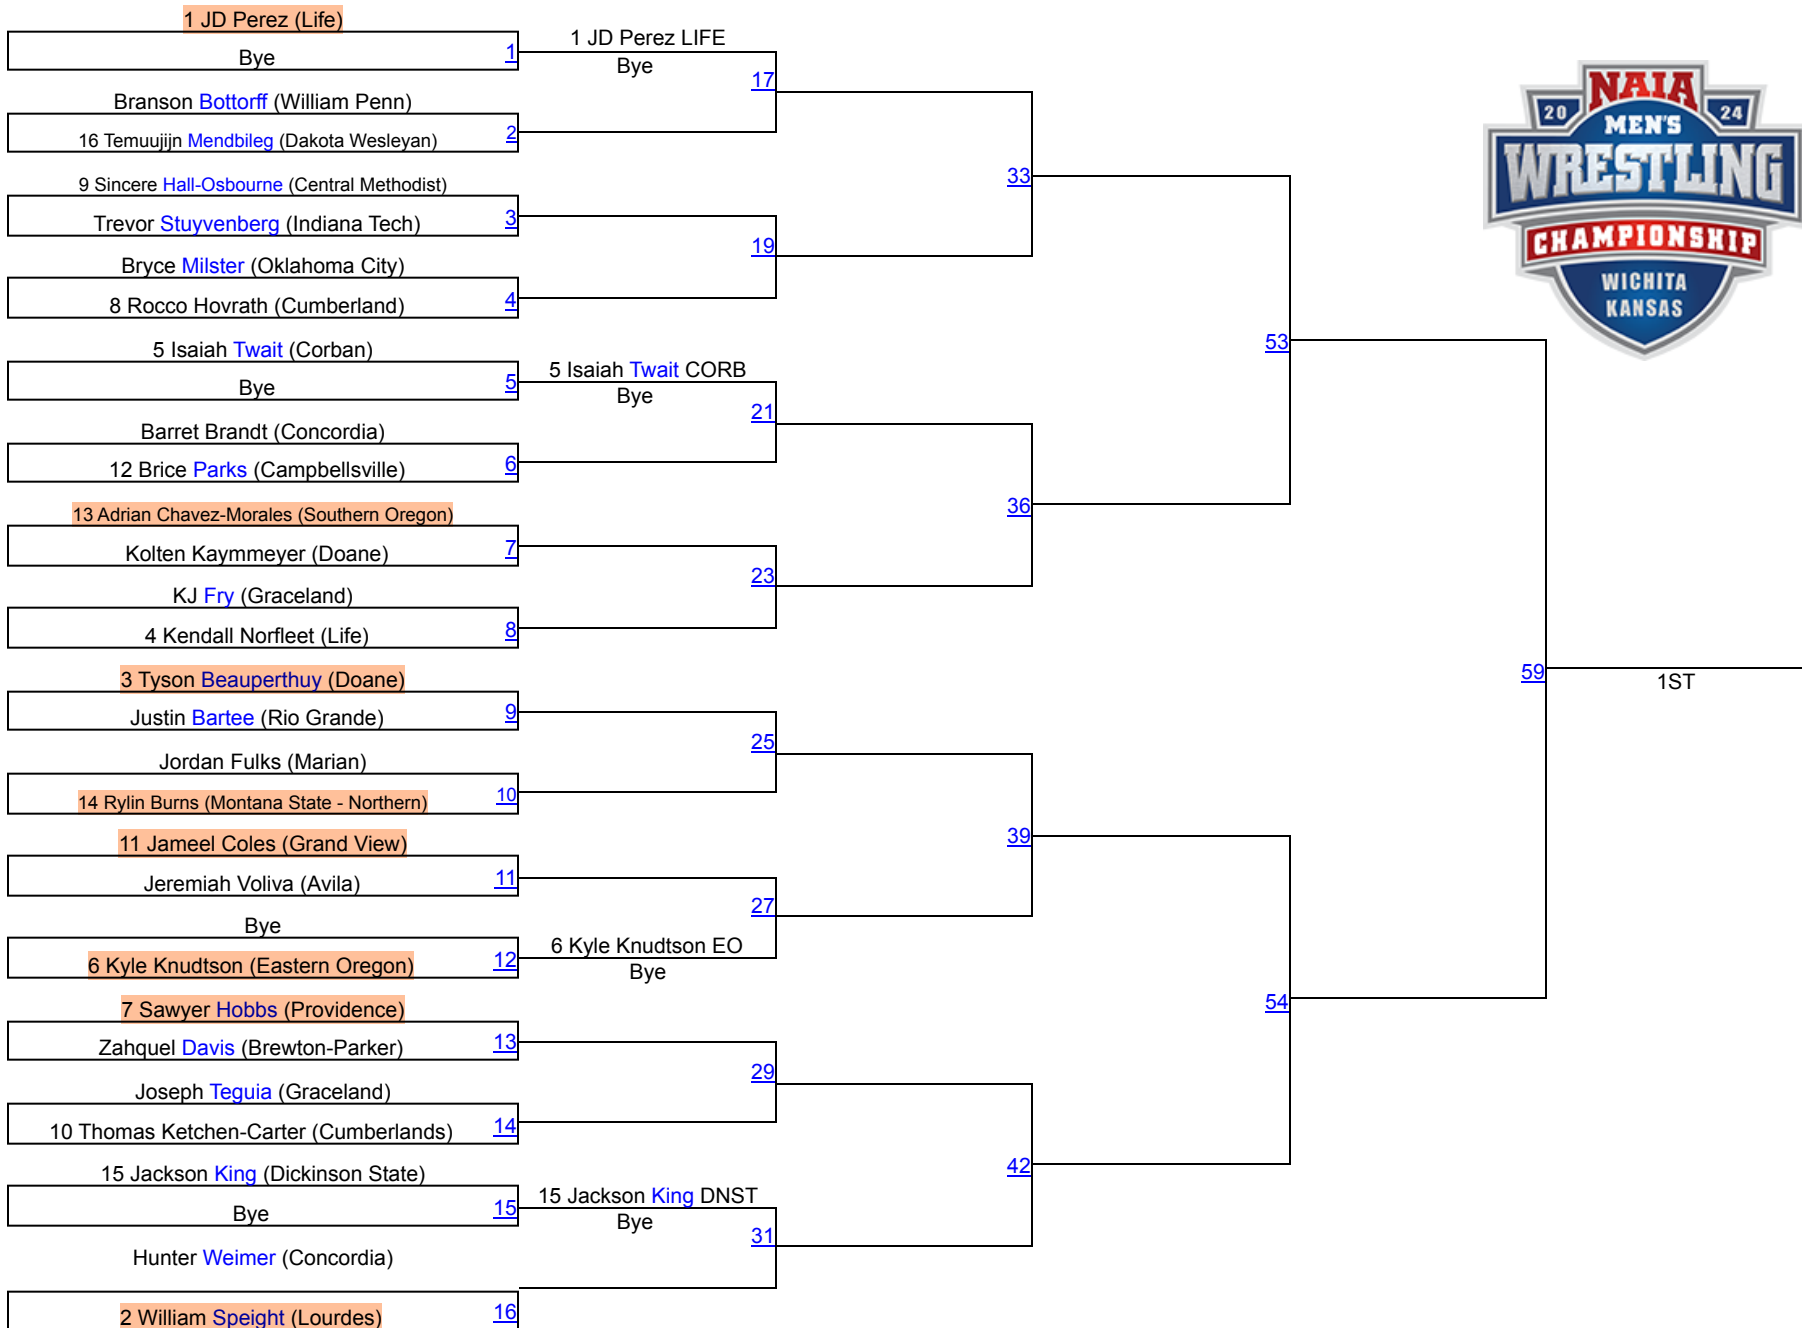 1 JD Perez (Life)
Bye
1
1 JD Perez LIFE
Bye
17
Branson Bottorff (William Penn)
16 Temuujijn Mendbileg (Dakota Wesleyan)
2
33
9 Sincere Hall-Osbourne (Central Methodist)
Trevor Stuyvenberg (Indiana Tech)
3
19
Bryce Milster (Oklahoma City)
8 Rocco Hovrath (Cumberland)
4
53
5 Isaiah Twait (Corban)
Bye
5
5 Isaiah Twait CORB
Bye
21
Barret Brandt (Concordia)
12 Brice Parks (Campbellsville)
6
36
13 Adrian Chavez-Morales (Southern Oregon)
Kolten Kaymmeyer (Doane)
7
23
KJ Fry (Graceland)
4 Kendall Norfleet (Life)
8
59
1ST
3 Tyson Beauperthuy (Doane)
Justin Bartee (Rio Grande)
9
25
Jordan Fulks (Marian)
14 Rylin Burns (Montana State - Northern)
10
39
11 Jameel Coles (Grand View)
Jeremiah Voliva (Avila)
11
27
Bye
6 Kyle Knudtson (Eastern Oregon)
12
6 Kyle Knudtson EO
Bye
54
7 Sawyer Hobbs (Providence)
Zahquel Davis (Brewton-Parker)
13
29
Joseph Teguia (Graceland)
10 Thomas Ketchen-Carter (Cumberlands)
14
42
15 Jackson King (Dickinson State)
Bye
15
15 Jackson King DNST
Bye
31
Hunter Weimer (Concordia)
2 William Speight (Lourdes)
16
NAIA
20 24
MEN'S
WRESTLING
CHAMPIONSHIP
WICHITA
KANSAS